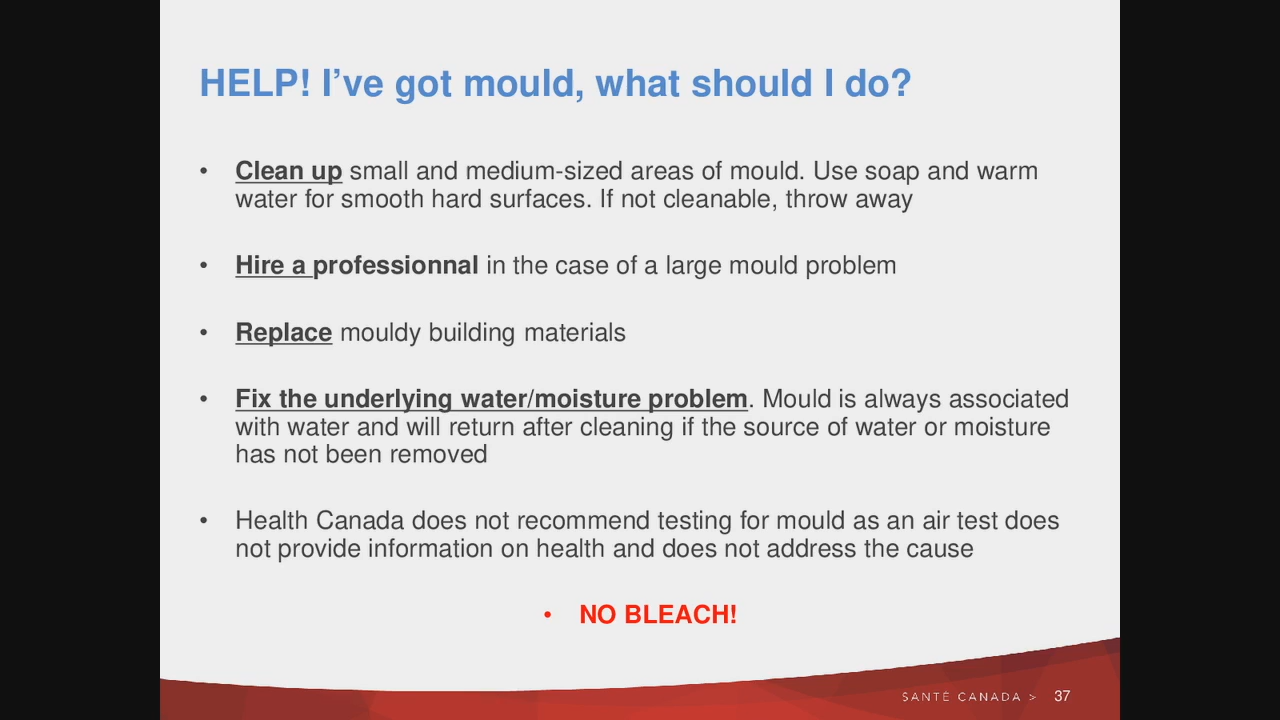 HELP! I’ve got mould, what should I do?
• Clean up small and medium-sized areas of mould. Use soap and warm
water for smooth hard surfaces. If not cleanable, throw away
• Hire a professionnal in the case of a large mould problem
• Replace mouldy building materials
• Fix the underlying water/moisture problem. Mould is always associated
with water and will return after cleaning if the source of water or moisture
has not been removed
• Health Canada does not recommend testing for mould as an air test does
not provide information on health and does not address the cause
• NO BLEACH!
SANTÉ CANADA > 37